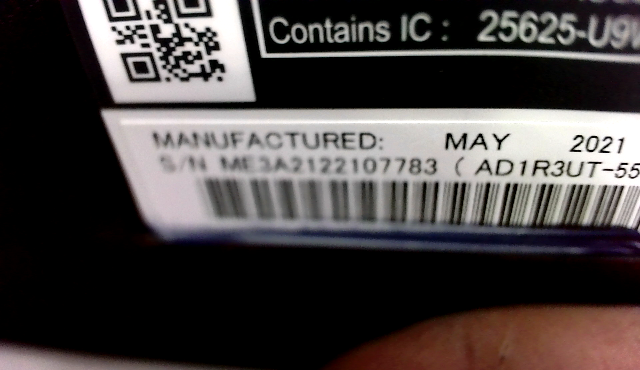 Contains IC : 25625-U9
MANUFACTURED: MAY 2021
S/N ME3A2122107783 ( AD1R3UT-55